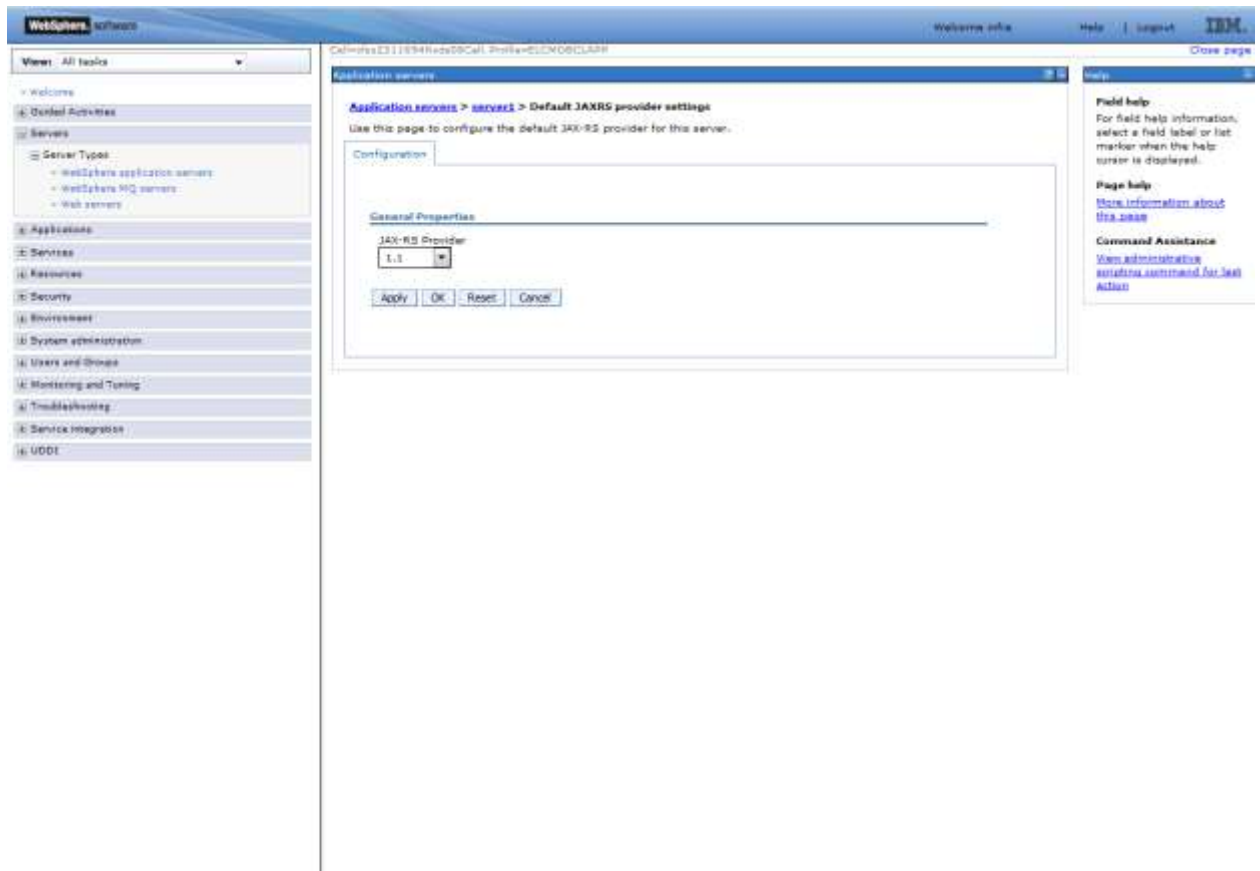 WebSphere. software
Welcome infra
Help | Logout
IBM.
View: All tasks
Close page
Welcome
Guided Activities
Servers
Server Types
WebSphere application servers
WebSphere MQ servers
Web servers
Applications
Services
Resources
Security
Environment
System administration
Users and Groups
Monitoring and Tuning
Troubleshooting
Service integration
UDDI
Application servers
Application servers > server1 > Default JAXRS provider settings
Use this page to configure the default JAX-RS provider for this server.
Configuration
General Properties
JAX-RS Provider
1.1
Apply OK Reset Cancel
Help
Field help
For field help information,
select a field label or list
marker when the help
cursor is displayed.
Page help
More information about
this page
Command Assistance
View administrative
scripting command for last
action